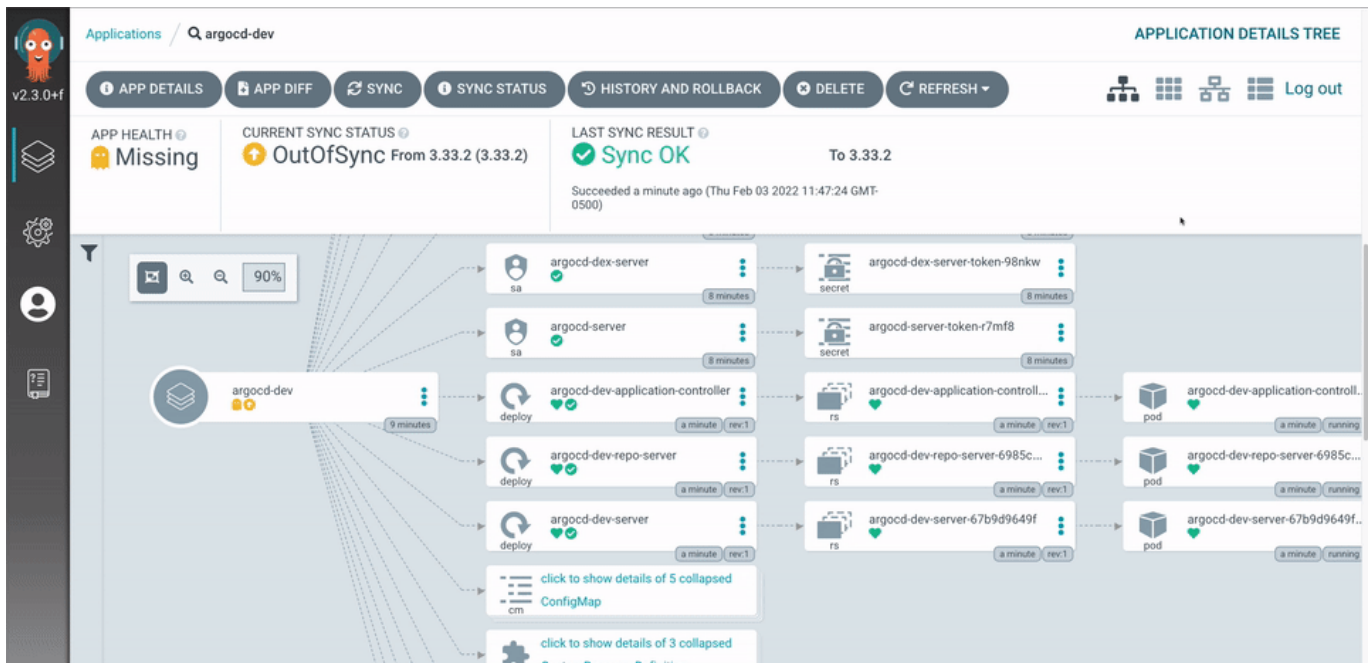 Applications / argocd-dev
APPLICATION DETAILS TREE
v2.3.0+f
APP DETAILS
APP DIFF
SYNC
SYNC STATUS
HISTORY AND ROLLBACK
DELETE
REFRESH
Log out
APP HEALTH
Missing
CURRENT SYNC STATUS
OutOfSync From 3.33.2 (3.33.2)
LAST SYNC RESULT
Sync OK
To 3.33.2
Succeeded a minute ago (Thu Feb 03 2022 11:47:24 GMT-
0500)
90%
argocd-dex-server
sa
8 minutes
argocd-dex-server-token-98nkw
secret
8 minutes
argocd-server
sa
8 minutes
argocd-server-token-r7mf8
secret
8 minutes
argocd-dev
9 minutes
argocd-dev-application-controller
deploy
a minute rev:1
argocd-dev-application-controll...
rs
a minute rev:1
argocd-dev-application-controll..
pod
a minute running
argocd-dev-repo-server
deploy
a minute rev:1
argocd-dev-repo-server-6985c...
rs
a minute rev:1
argocd-dev-repo-server-6985c...
pod
a minute running
argocd-dev-server
deploy
a minute rev:1
argocd-dev-server-67b9d9649f
rs
a minute rev:1
argocd-dev-server-67b9d9649f..
pod
a minute running
click to show details of 5 collapsed
ConfigMap
cm
click to show details of 3 collapsed